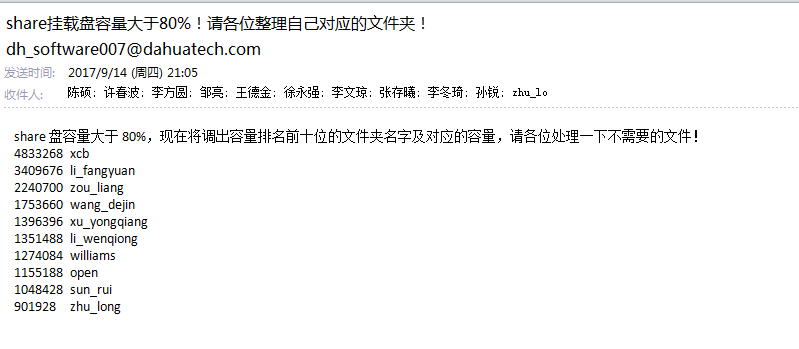 share挂载盘容量大于80%！请各位整理自己对应的文件夹！
dh_software007@dahuatech.com
发送时间： 2017/9/14 (周四) 21:05
收件人： 陈硕；许春波；李方圆；邹亮；王德金；徐永强；李文琼；张存曦；李冬琦；孙锐；zhu_lo
share 盘容量大于 80%，现在将调出容量排名前十位的文件夹名字及对应的容量，请各位处理一下不需要的文件！
4833268 xcb
3409676 li_fangyuan
2240700 zou_liang
1753660 wang_dejin
1396396 xu_yongqiang
1351488 li_wenqiong
1274084 williams
1155188 open
1048428 sun_rui
901928 zhu_long